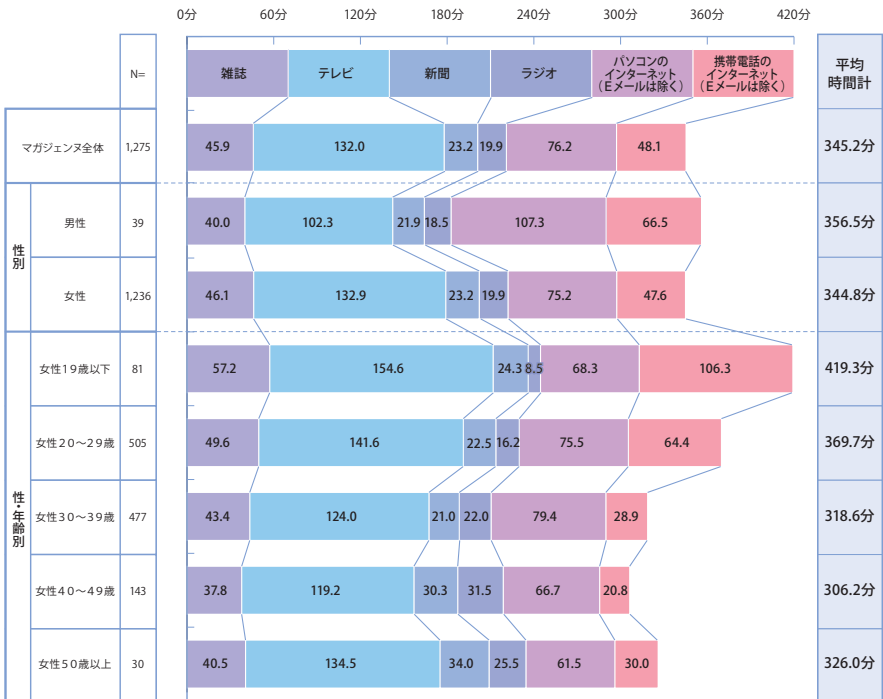 0分 60分 120分 180分 240分 300分 360分 420分
N=
雑誌
テレビ
新聞
ラジオ
パソコンの
インターネット
(Eメールは除く)
携帯電話の
インターネット
(Eメールは除く)
平均
時間計
マガジェンヌ全体 1,275 45.9 132.0 23.2 19.9 76.2 48.1 345.2分
性別
男性 39 40.0 102.3 21.9 18.5 107.3 66.5 356.5分
女性 1,236 46.1 132.9 23.2 19.9 75.2 47.6 344.8分
性・年齢別
女性19歳以下 81 57.2 154.6 24.3 8.5 68.3 106.3 419.3分
女性20〜29歳 505 49.6 141.6 22.5 16.2 75.5 64.4 369.7分
女性30〜39歳 477 43.4 124.0 21.0 22.0 79.4 28.9 318.6分
女性40〜49歳 143 37.8 119.2 30.3 31.5 66.7 20.8 306.2分
女性50歳以上 30 40.5 134.5 34.0 25.5 61.5 30.0 326.0分